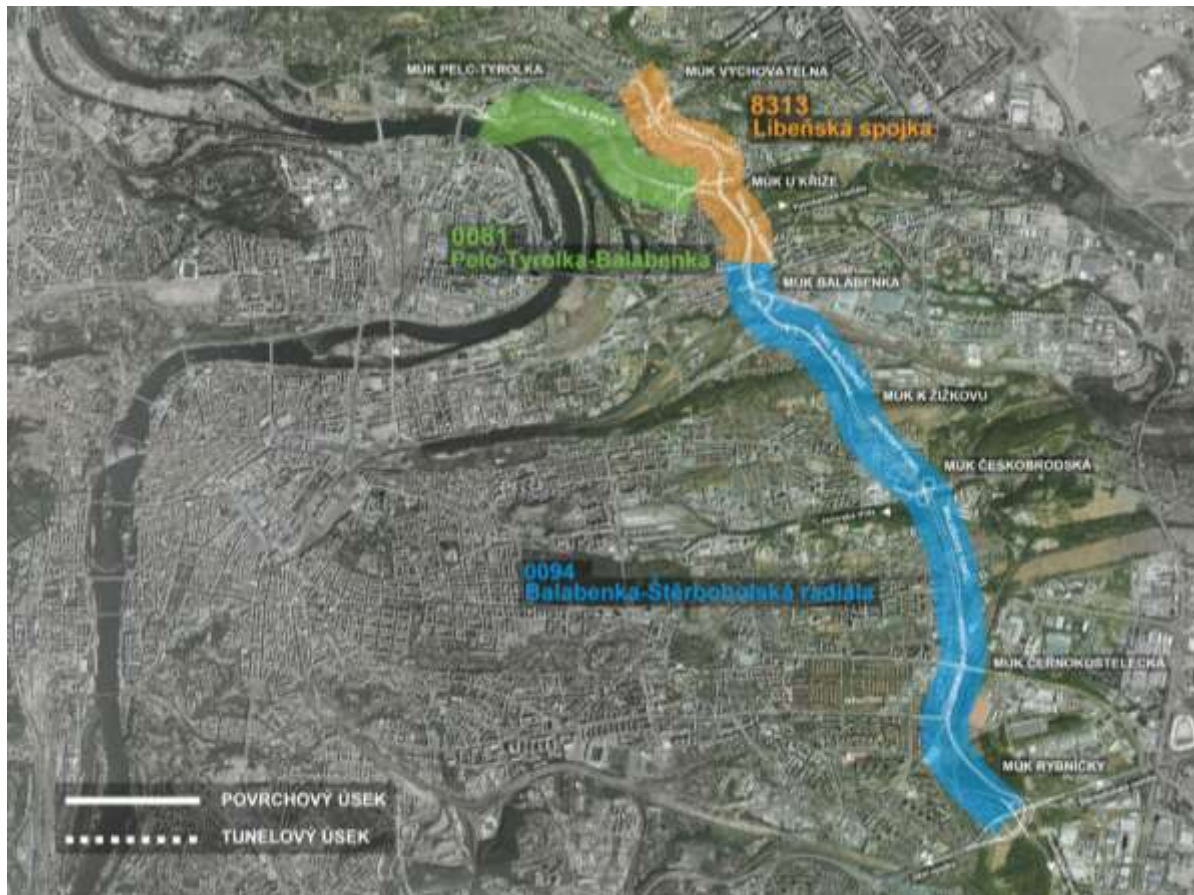 MÚK PELC-TYROLKA
MÚK VYCHOVATELNA
8313
Libeňská spojka
MÚK U KŘÍŽE
0081
Pelc-Tyrolka-Balabenka
MÚK BALABENKA
MÚK K ŽIŽKOVU
MÚK ČESKOBRODSKÁ
0094
Balabenka-Štěrboholská radiála
MÚK ČERNOKOSTELECKÁ
MÚK RYBNÍČKY
POVRCHOVÝ ÚSEK
TUNELOVÝ ÚSEK